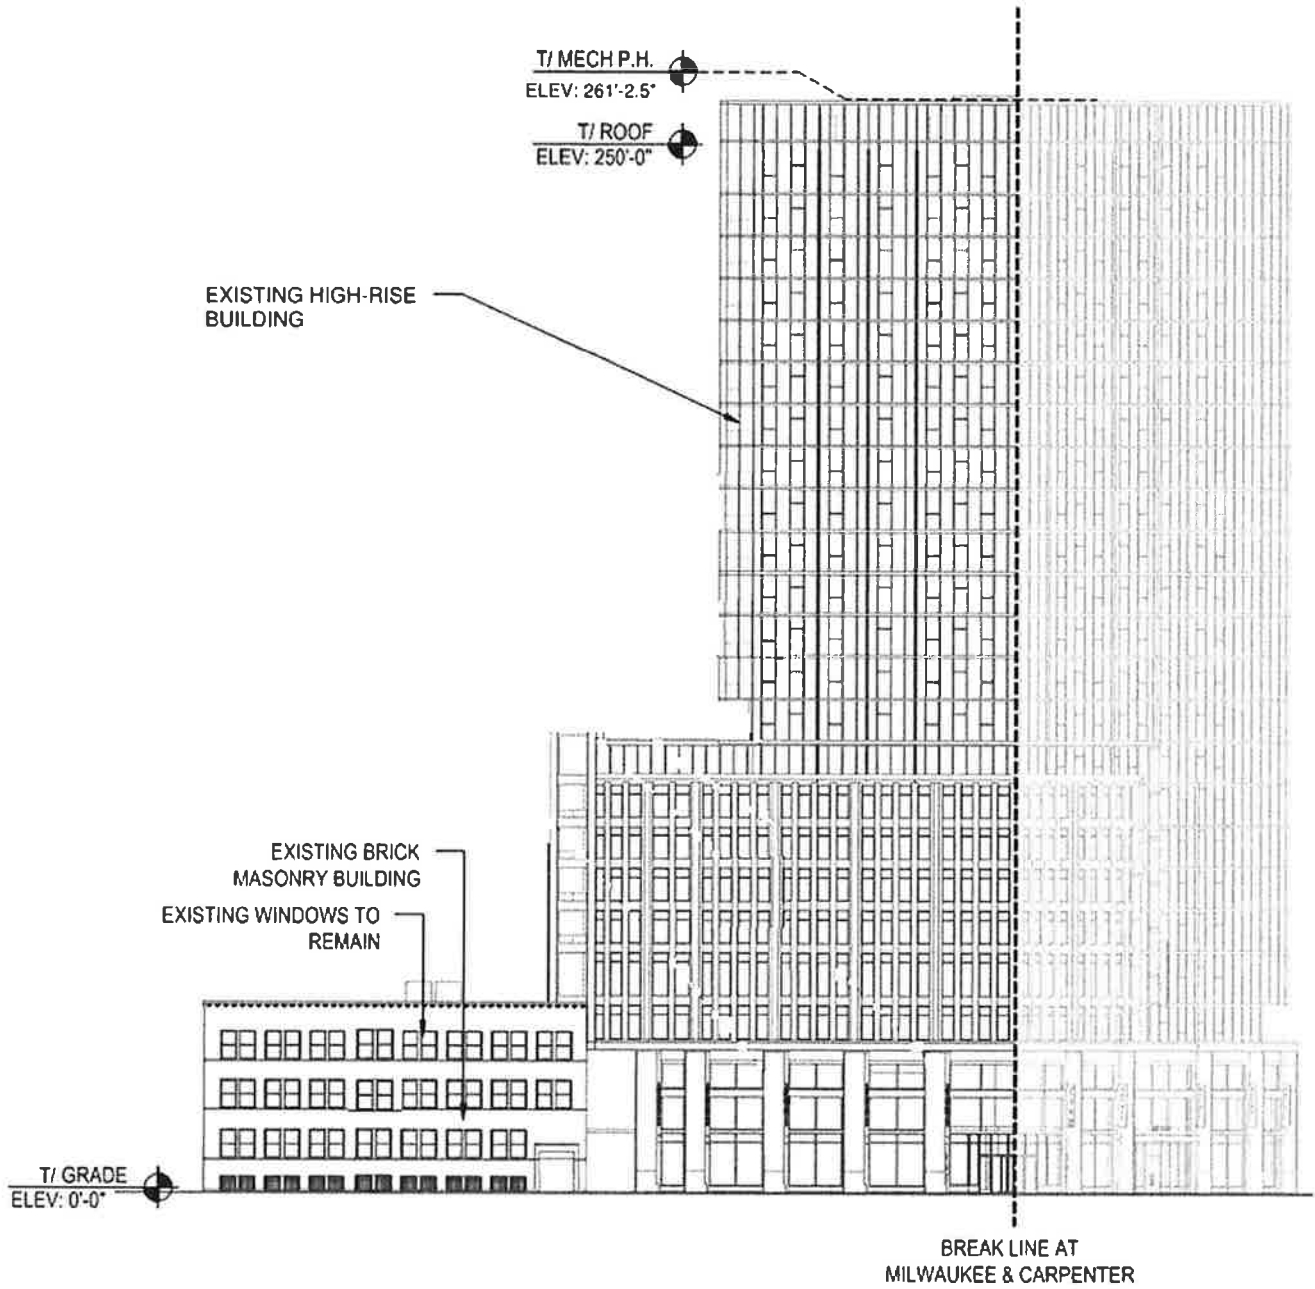 T/ MECH P.H.
ELEV: 261'-2.5"
T/ ROOF
ELEV: 250'-0"
EXISTING HIGH-RISE
BUILDING
EXISTING BRICK
MASONRY BUILDING
EXISTING WINDOWS TO
REMAIN
T/ GRADE
ELEV: 0'-0"
BREAK LINE AT
MILWAUKEE & CARPENTER